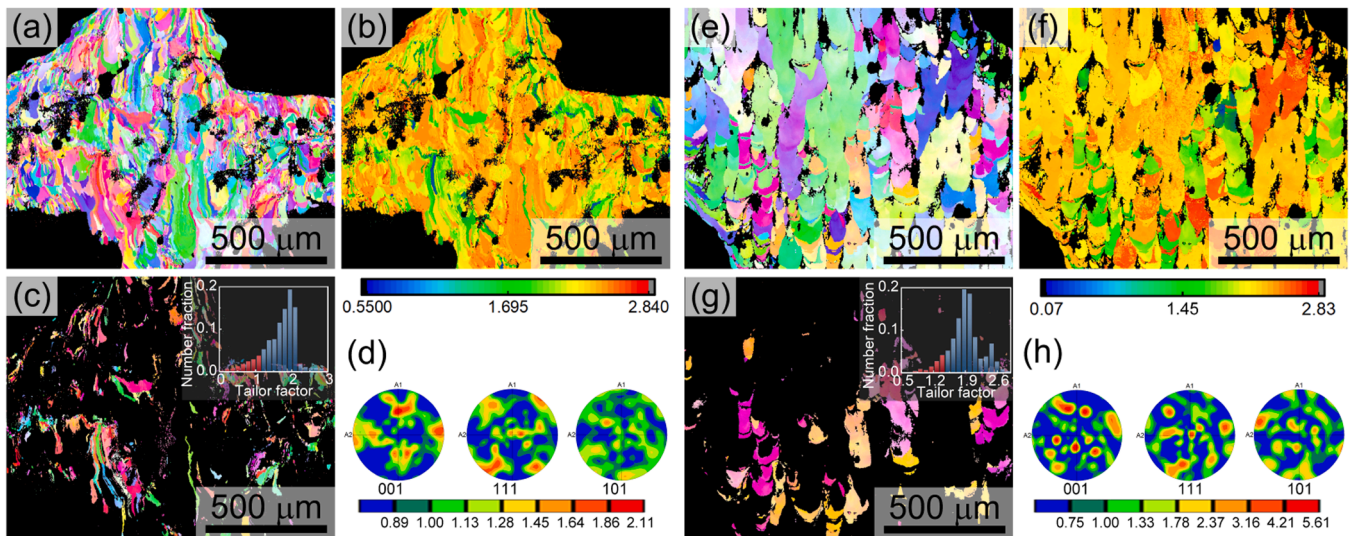 (a)
500 μm
(b)
500 μm
(e)
500 μm
(f)
500 μm
(c)
Number fraction
0.2
0.1
0.0
0 1 2 3
Tailor factor
500 μm
0.5500 1.695 2.840
(d)
A1 A1 A1
A2 A2 A2
001 111 101
0.89 1.00 1.13 1.28 1.45 1.64 1.86 2.11
(g)
Number fraction
0.2
0.1
0.0
0.5 1.2 1.9 2.6
Tailor factor
500 μm
0.07 1.45 2.83
(h)
A1 A1 A1
A2 A2 A2
001 111 101
0.75 1.00 1.33 1.78 2.37 3.16 4.21 5.61